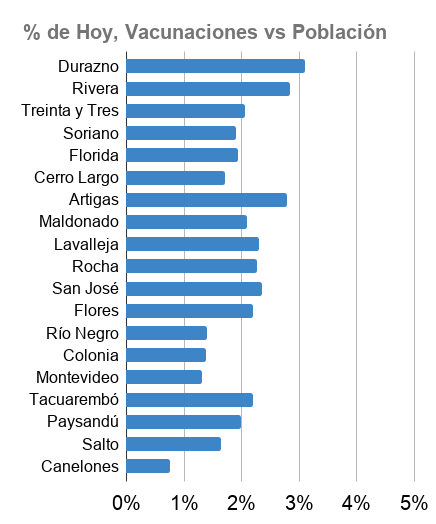 % de Hoy, Vacunaciones vs Población
Durazno
Rivera
Treinta y Tres
Soriano
Florida
Cerro Largo
Artigas
Maldonado
Lavalleja
Rocha
San José
Flores
Río Negro
Colonia
Montevideo
Tacuarembó
Paysandú
Salto
Canelones
0% 1% 2% 3% 4% 5%